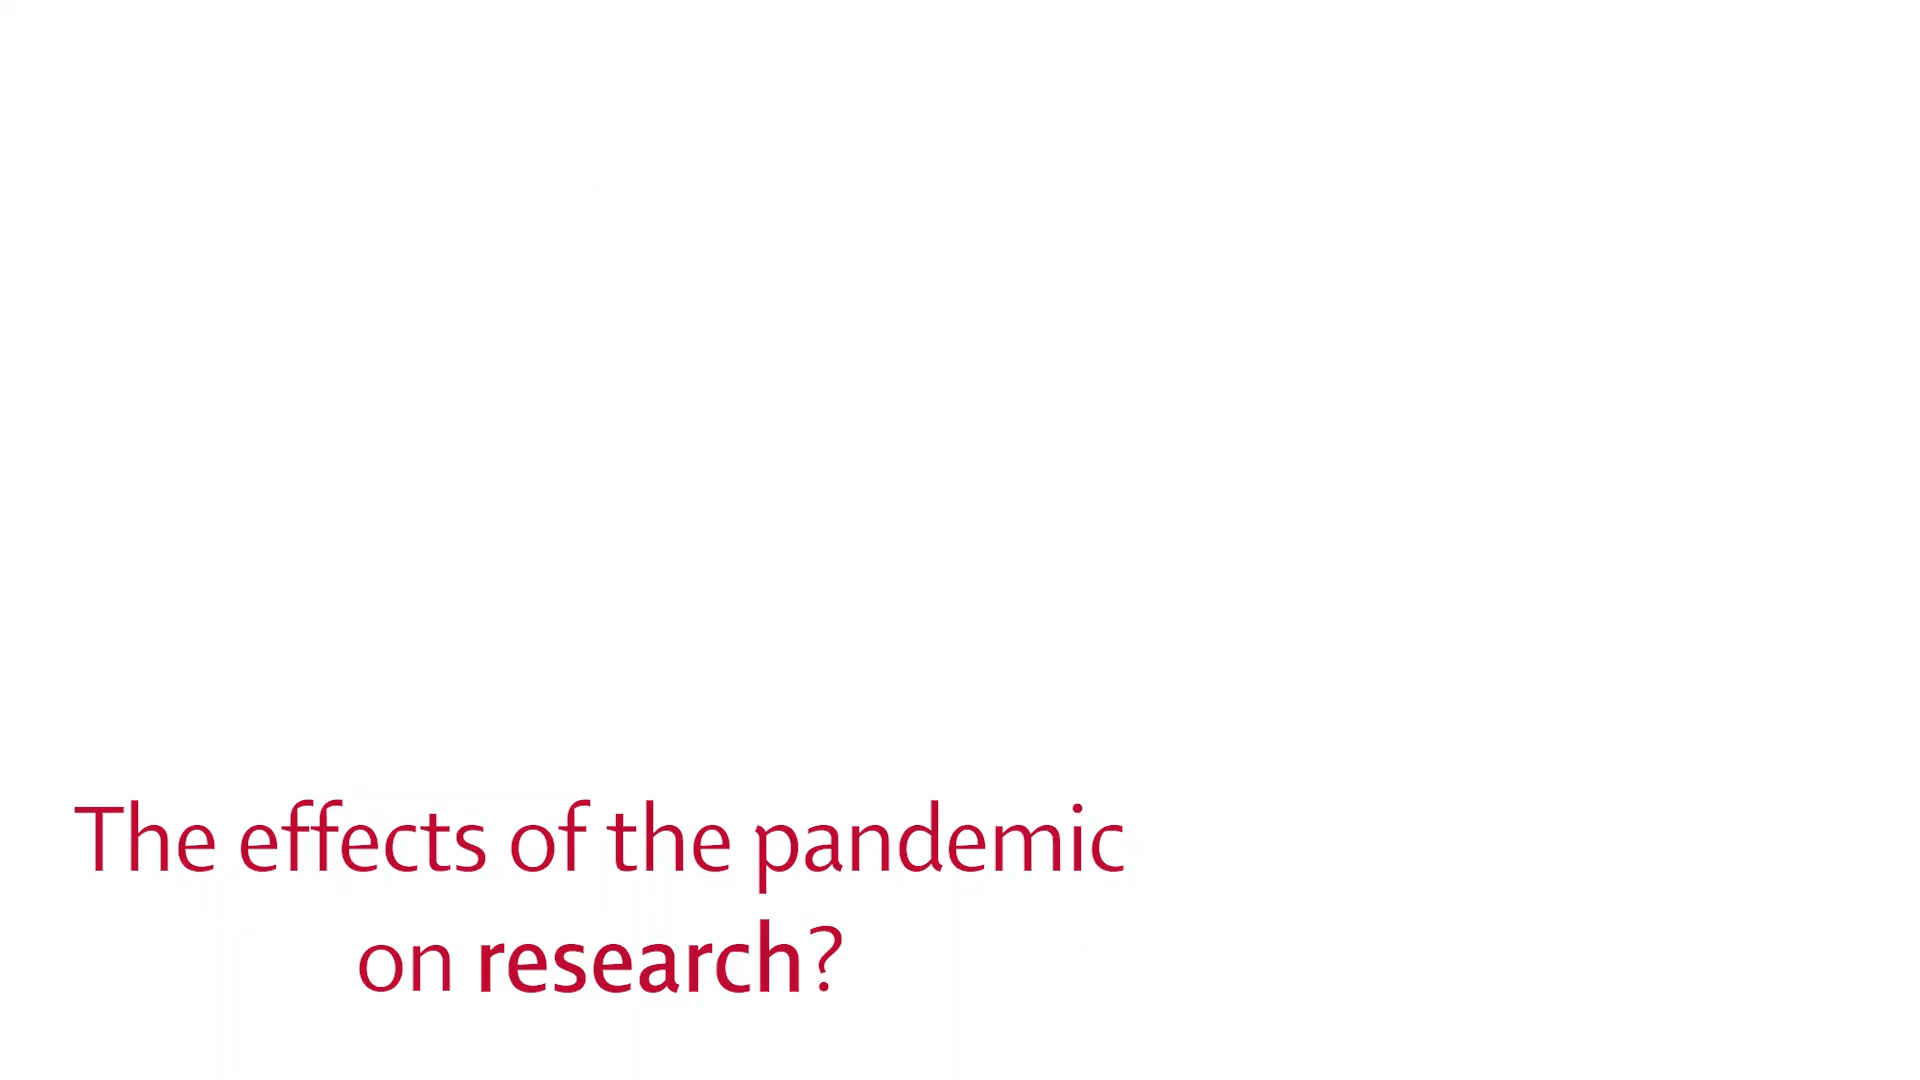 The effects of the pandemic
on research?